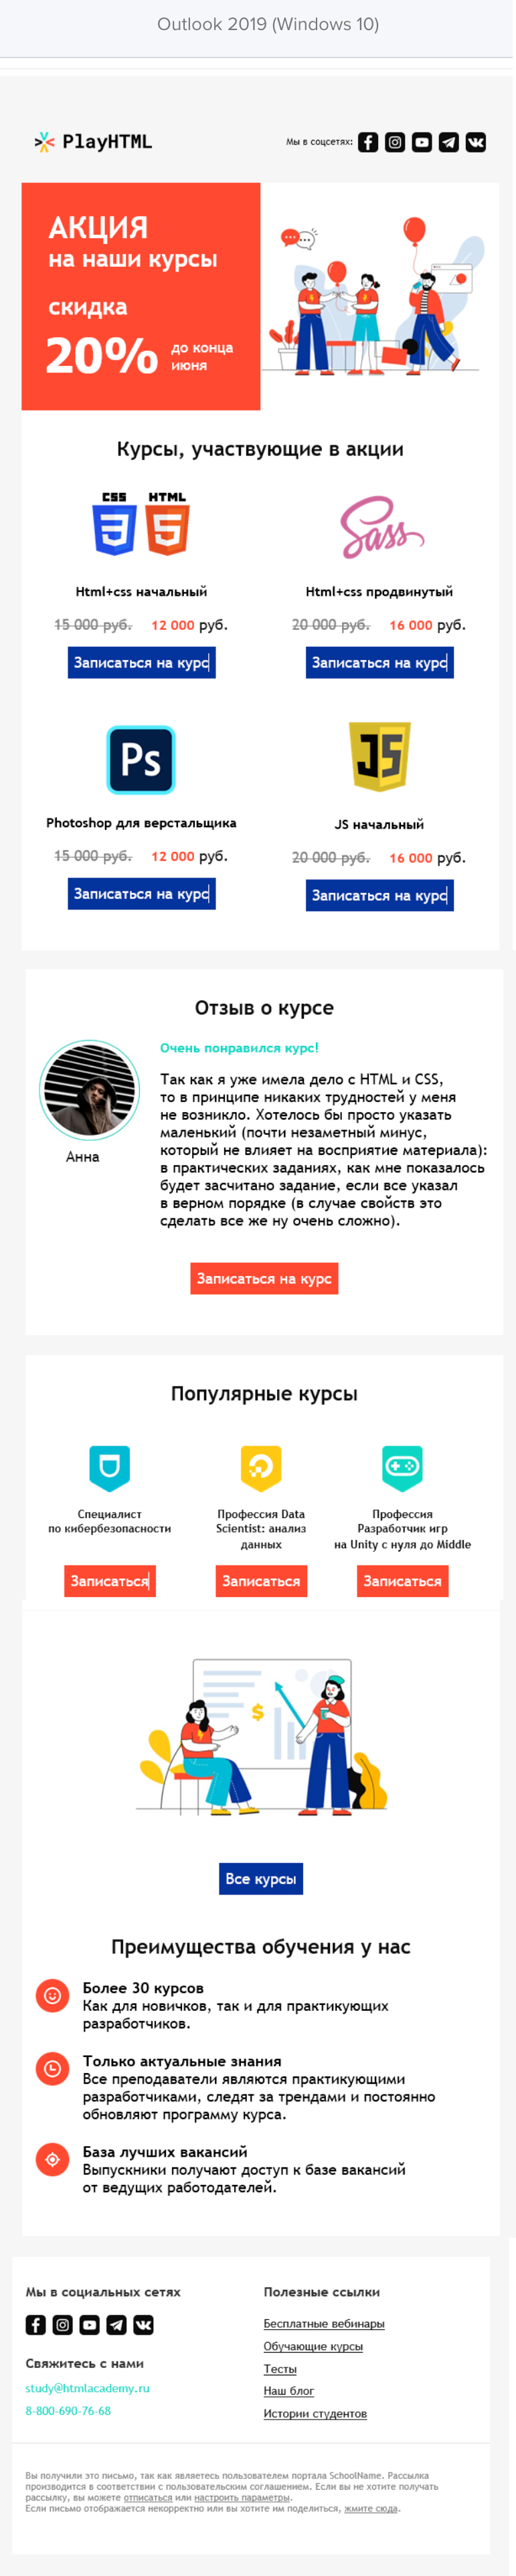 Outlook 2019 (Windows 10)
PlayHTML
Мы в соцсетях:
АКЦИЯ
на наши курсы
скидка
20% до конца
июня
Курсы, участвующие в акции
CSS HTML
3 5
Sass
Html+css начальный
15 000 руб. 12 000 руб.
Записаться на курс
Html+css продвинутый
20 000 руб. 16 000 руб.
Записаться на курс
Ps
JS
Photoshop для верстальщика
15 000 руб. 12 000 руб.
Записаться на курс
JS начальный
20 000 руб. 16 000 руб.
Записаться на курс
Отзыв о курсе
Анна
Очень понравился курс!
Так как я уже имела дело с HTML и CSS,
то в принципе никаких трудностей у меня
не возникло. Хотелось бы просто указать
маленький (почти незаметный минус,
который не влияет на восприятие материала):
в практических заданиях, как мне показалось
будет засчитано задание, если все указал
в верном порядке (в случае свойств это
сделать все же ну очень сложно).
Записаться на курс
Популярные курсы
Специалист
по кибербезопасности
Записаться
Профессия Data
Scientist: анализ
данных
Записаться
Профессия
Разработчик игр
на Unity с нуля до Middle
Записаться
$
Все курсы
Преимущества обучения у нас
Более 30 курсов
Как для новичков, так и для практикующих
разработчиков.
Только актуальные знания
Все преподаватели являются практикующими
разработчиками, следят за трендами и постоянно
обновляют программу курса.
База лучших вакансий
Выпускники получают доступ к базе вакансий
от ведущих работодателей.
Мы в социальных сетях
Свяжитесь с нами
study@htmlacademy.ru
8-800-690-76-68
Полезные ссылки
Бесплатные вебинары
Обучающие курсы
Тесты
Наш блог
Истории студентов
Вы получили это письмо, так как являетесь пользователем портала SchoolName. Рассылка
производится в соответствии с пользовательским соглашением. Если вы не хотите получать
рассылку, вы можете отписаться или настроить параметры.
Если письмо отображается некорректно или вы хотите им поделиться, жмите сюда.